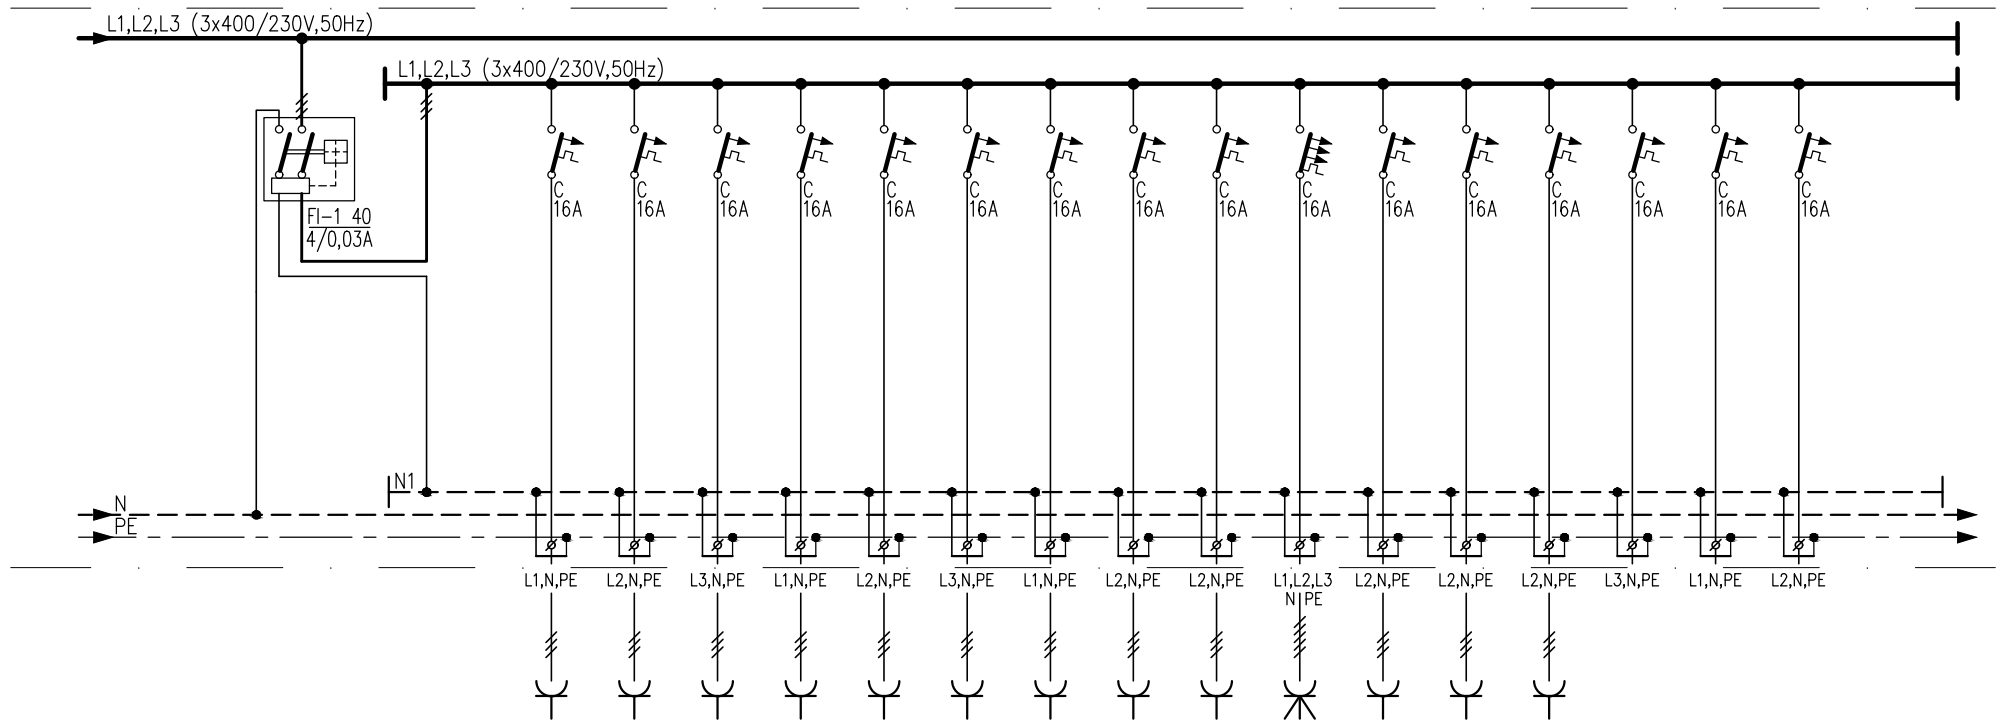 L1,L2,L3 (3x400/230V,50Hz)
L1,L2,L3 (3x400/230V,50Hz)
C C C C C C C C C C C C C C C C
16A 16A 16A 16A 16A 16A 16A 16A 16A 16A 16A 16A 16A 16A 16A 16A
FI-1 40
4/0,03A
N1
N
PE
L1,N,PE L2,N,PE L3,N,PE L1,N,PE L2,N,PE L3,N,PE L1,N,PE L2,N,PE L2,N,PE L1,L2,L3 L2,N,PE L2,N,PE L2,N,PE L3,N,PE L1,N,PE L2,N,PE
N PE